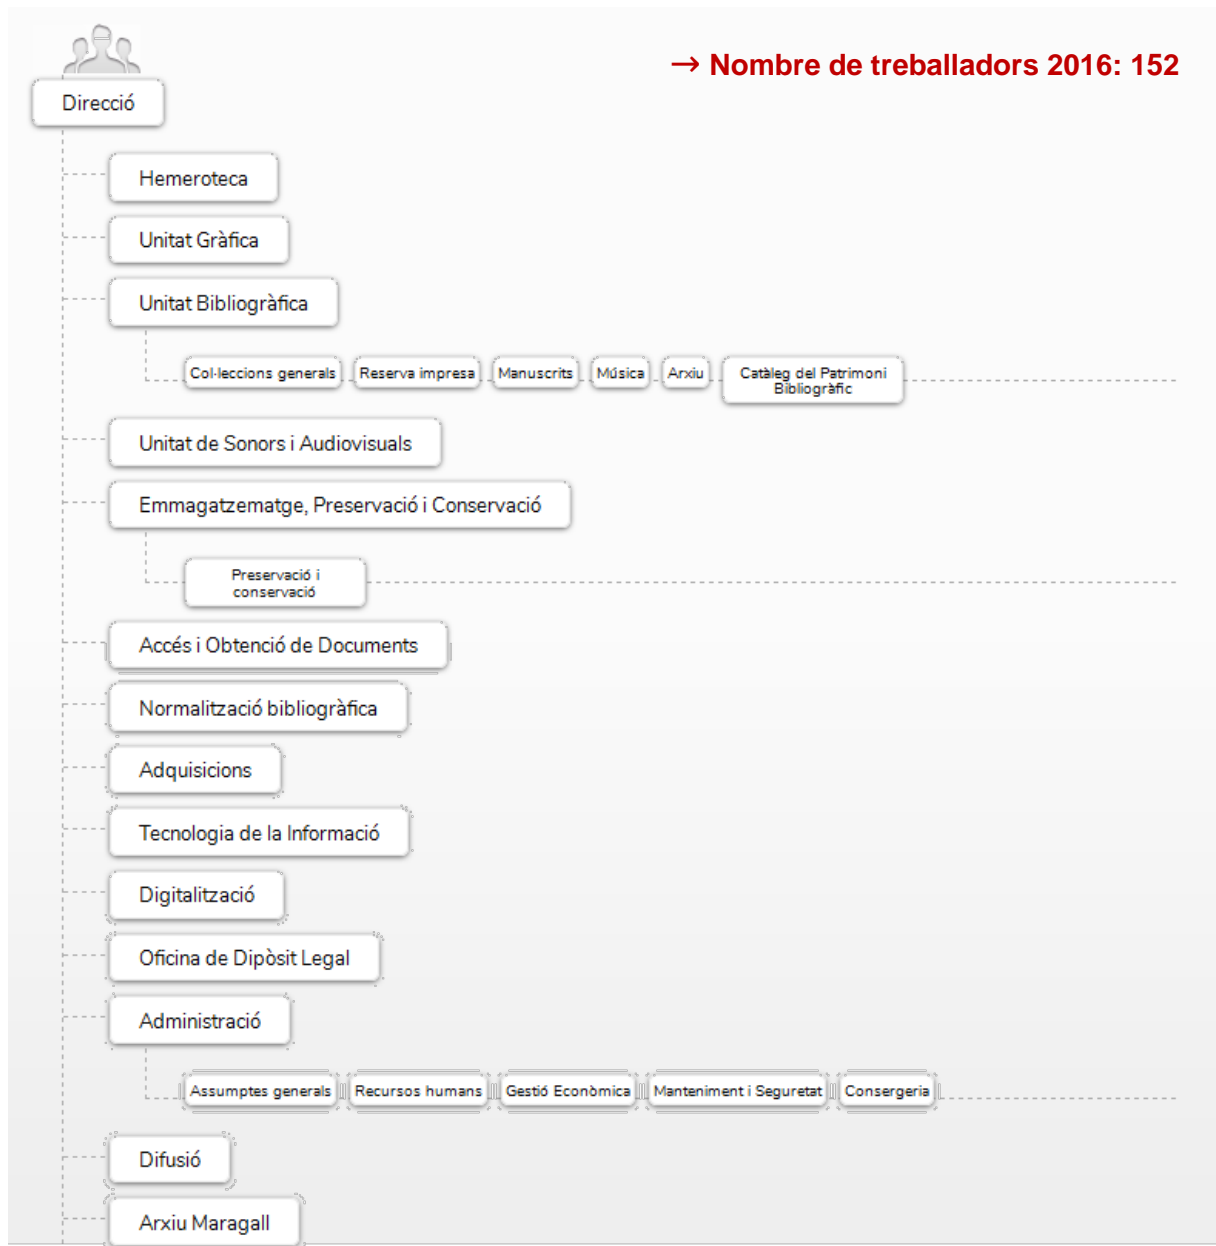 → Nombre de treballadors 2016: 152
Direcció
Hemeroteca
Unitat Gràfica
Unitat Bibliogràfica
Col·leccions generals Reserva impresa Manuscrits Música Arxiu Catàleg del Patrimoni
Bibliogràfic
Unitat de Sonors i Audiovisuals
Emmagatzematge, Preservació i Conservació
Preservació i
conservació
Accés i Obtenció de Documents
Normalització bibliogràfica
Adquisicions
Tecnologia de la Informació
Digitalització
Oficina de Dipòsit Legal
Administració
Assumptes generals Recursos humans Gestió Econòmica Manteniment i Seguretat Consergeria
Difusió
Arxiu Maragall